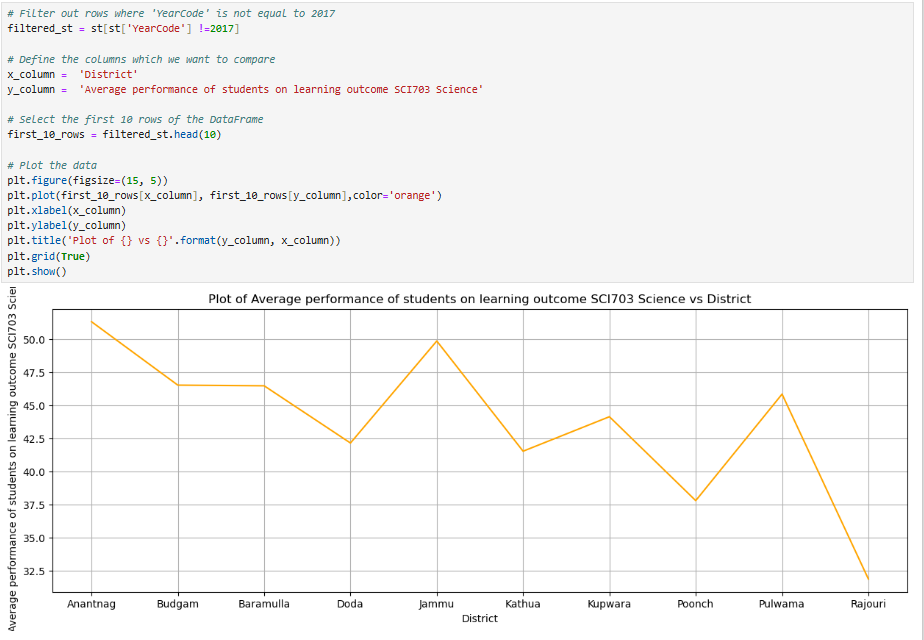 # Filter out rows where 'YearCode' is not equal to 2017
filtered_st = st[st['YearCode'] !=2017]
# Define the columns which we want to compare
x_column =  'District'
y_column =  'Average performance of students on learning outcome SCI703 Science'
# Select the first 10 rows of the DataFrame
first_10_rows = filtered_st.head(10)
# Plot the data
plt.figure(figsize=(15, 5))
plt.plot(first_10_rows[x_column], first_10_rows[y_column],color='orange')
plt.xlabel(x_column)
plt.ylabel(y_column)
plt.title('Plot of {} vs {}'.format(y_column, x_column))
plt.grid(True)
plt.show()
Plot of Average performance of students on learning outcome SCI703 Science vs District
Average performance of students on learning outcome SCI703
50.0
47.5
45.0
42.5
40.0
37.5
35.0
32.5
Anantnag Budgam Baramulla Doda Jammu Kathua Kupwara Poonch Pulwama Rajouri
District